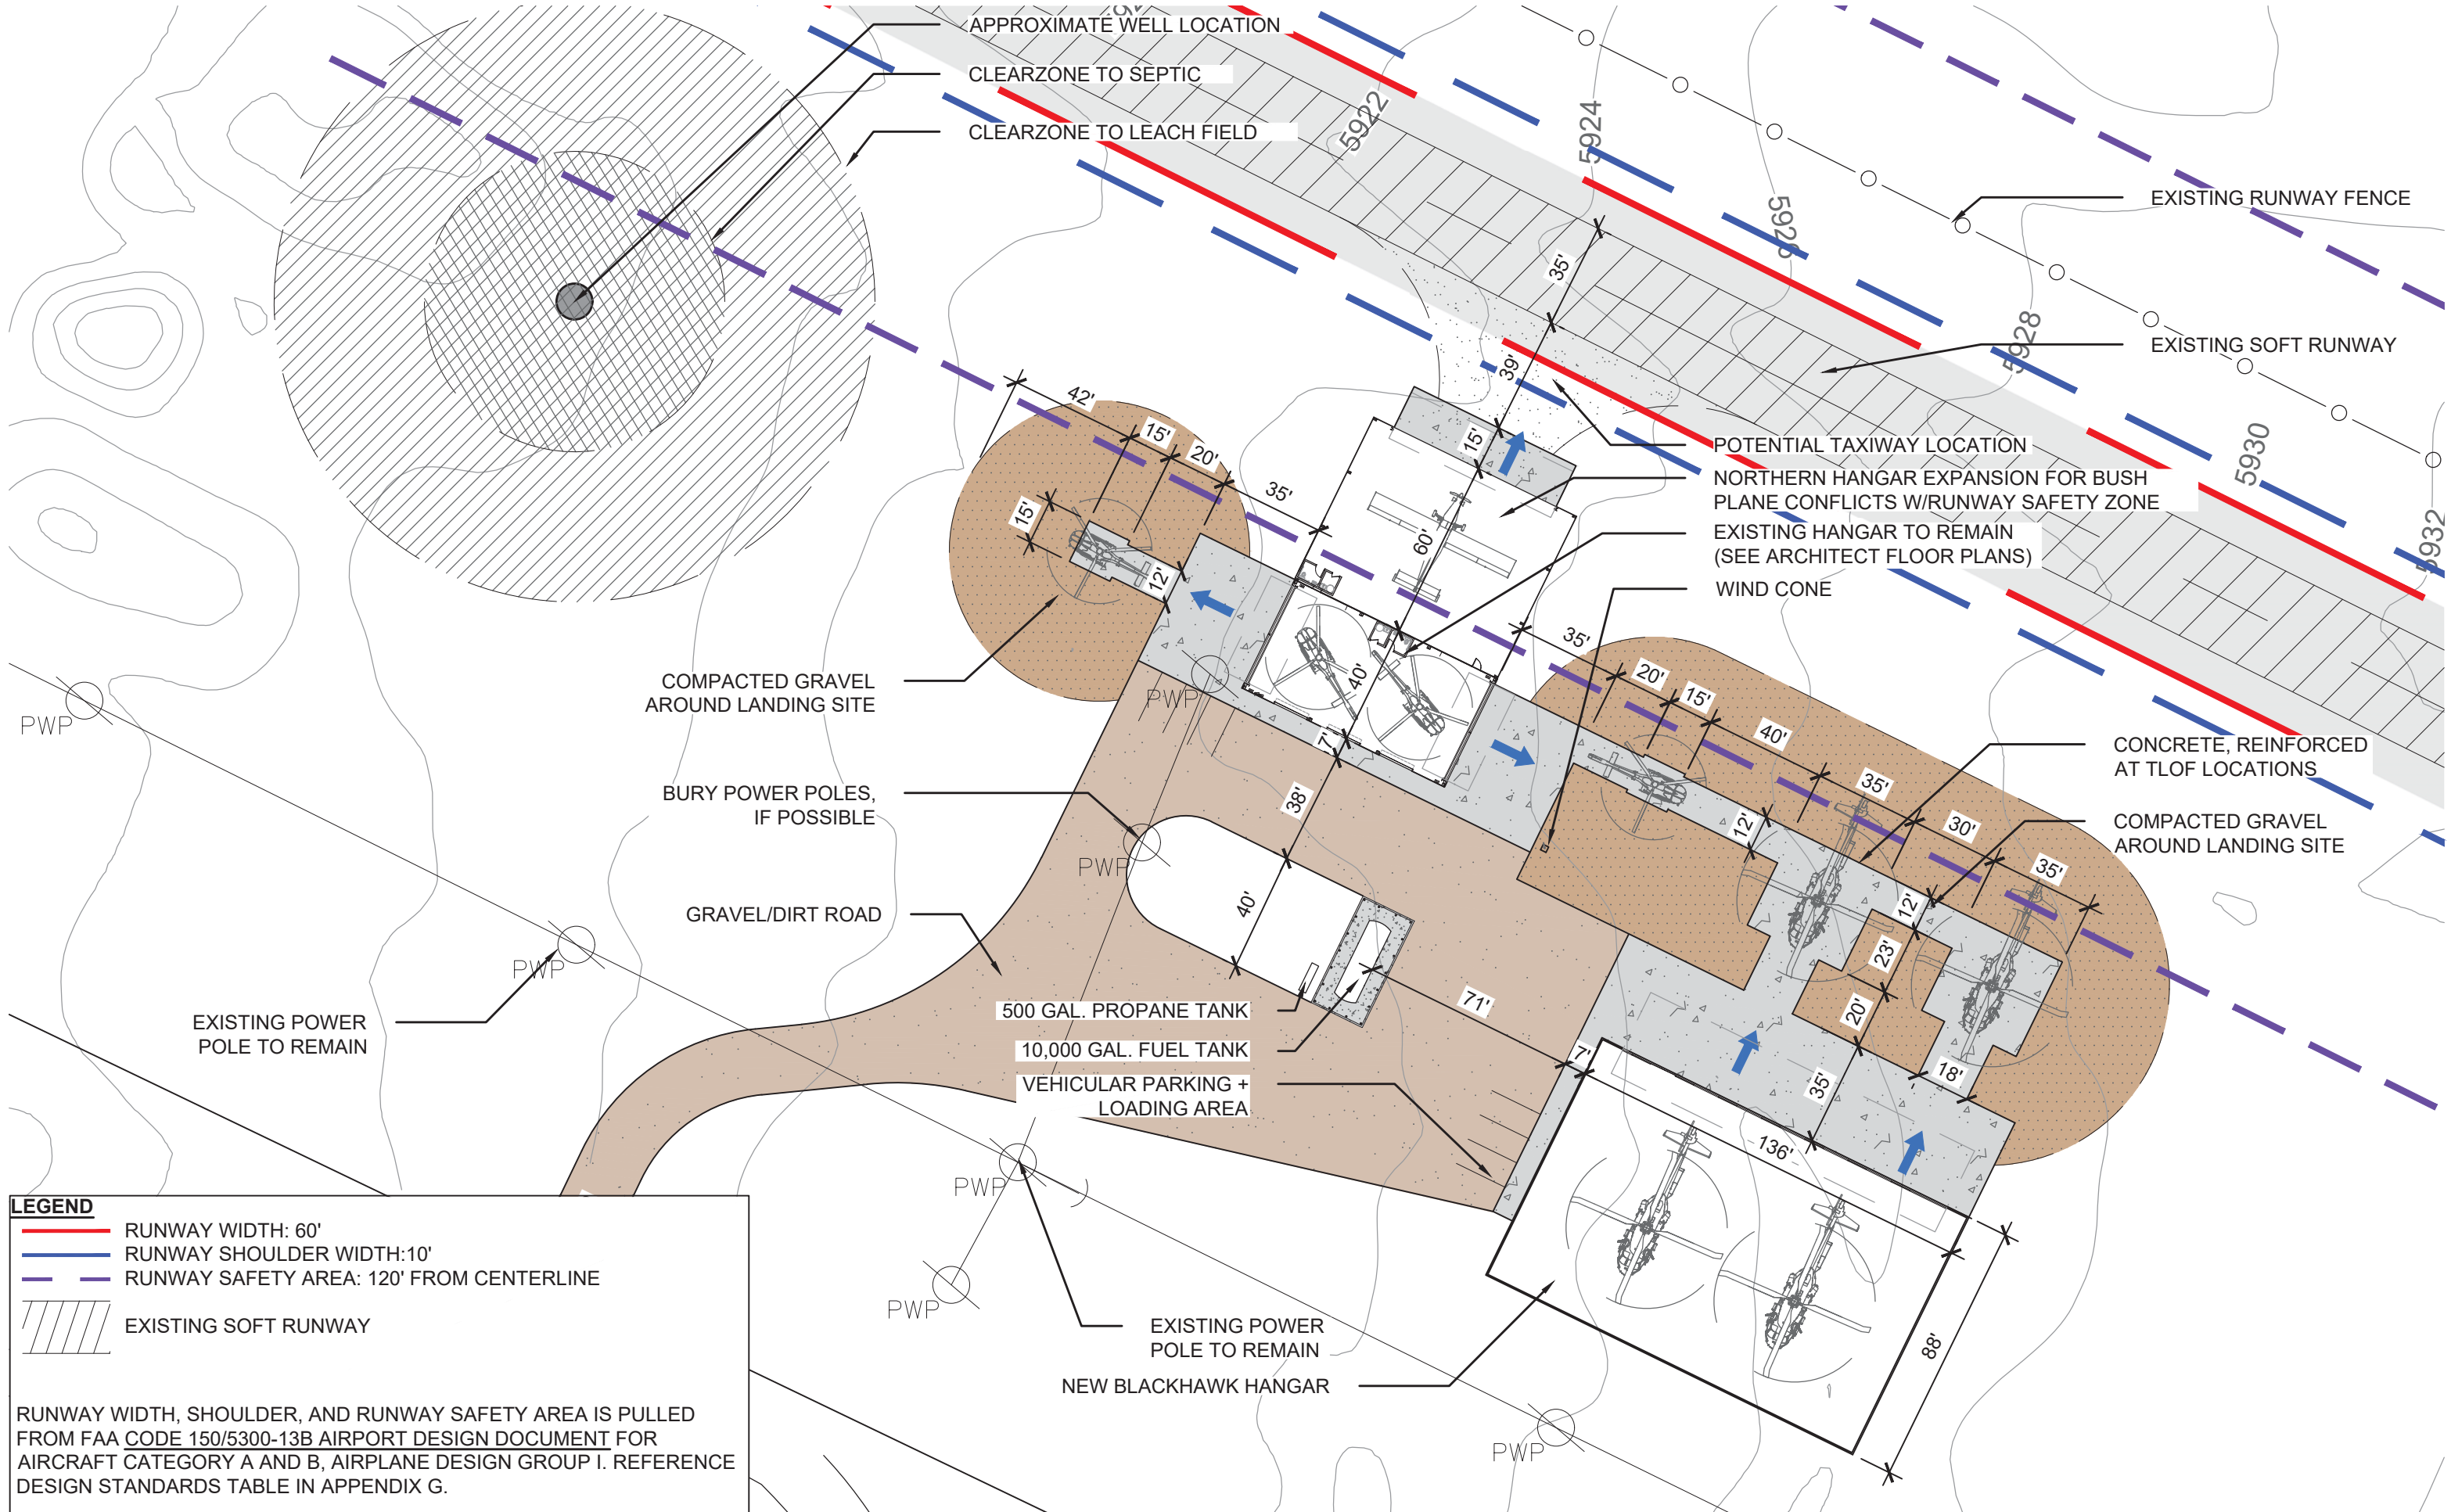 APPROXIMATE WELL LOCATION
CLEARZONE TO SEPTIC
CLEARZONE TO LEACH FIELD
5922
5924
5928
5930
5932
EXISTING RUNWAY FENCE
EXISTING SOFT RUNWAY
35'
39'
15'
POTENTIAL TAXIWAY LOCATION
NORTHERN HANGAR EXPANSION FOR BUSH
PLANE CONFLICTS W/RUNWAY SAFETY ZONE
EXISTING HANGAR TO REMAIN
(SEE ARCHITECT FLOOR PLANS)
WIND CONE
42'
15'
20'
35'
15'
12'
60'
40'
7'
38'
40'
35'
20'
15'
40'
35'
30'
35'
12'
12'
23'
20'
18'
35'
71'
7'
136'
88'
CONCRETE, REINFORCED
AT TLOF LOCATIONS
COMPACTED GRAVEL
AROUND LANDING SITE
COMPACTED GRAVEL
AROUND LANDING SITE
PWP
PWP
BURY POWER POLES,
IF POSSIBLE
PWP
GRAVEL/DIRT ROAD
PWP
EXISTING POWER
POLE TO REMAIN
500 GAL. PROPANE TANK
10,000 GAL. FUEL TANK
VEHICULAR PARKING +
LOADING AREA
PWP
PWP
EXISTING POWER
POLE TO REMAIN
NEW BLACKHAWK HANGAR
PWP
LEGEND
RUNWAY WIDTH: 60'
RUNWAY SHOULDER WIDTH:10'
RUNWAY SAFETY AREA: 120' FROM CENTERLINE
EXISTING SOFT RUNWAY
RUNWAY WIDTH, SHOULDER, AND RUNWAY SAFETY AREA IS PULLED
FROM FAA CODE 150/5300-13B AIRPORT DESIGN DOCUMENT FOR
AIRCRAFT CATEGORY A AND B, AIRPLANE DESIGN GROUP I. REFERENCE
DESIGN STANDARDS TABLE IN APPENDIX G.